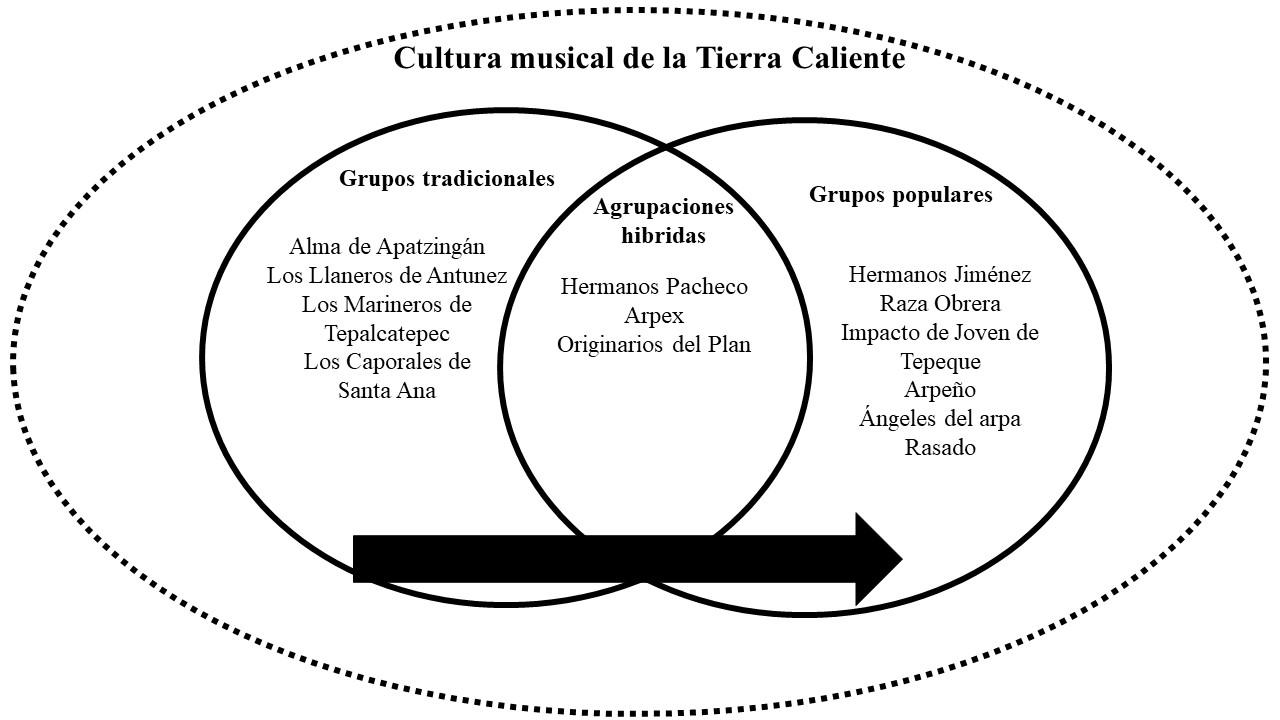 Cultura musical de la Tierra Caliente
Grupos tradicionales
Alma de Apatzingán
Los Llaneros de Antunez
Los Marineros de
Tepalcatepec
Los Caporales de
Santa Ana
Agrupaciones
hibridas
Hermanos Pacheco
Arpex
Originarios del Plan
Grupos populares
Hermanos Jiménez
Raza Obrera
Impacto de Joven de
Tepeque
Arpeño
Ángeles del arpa
Rasado